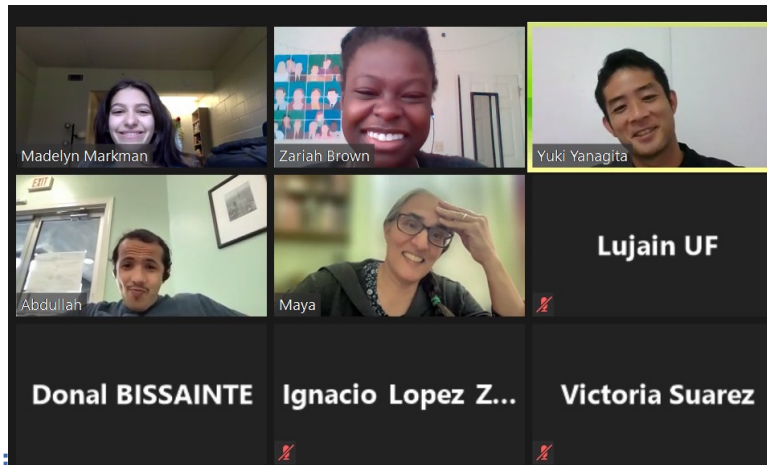 Madelyn Markman
Zariah Brown
Yuki Yanagita
EXIT
Abdullah
Maya
Lujain UF
Donal BISSAINTE
Ignacio Lopez Z...
Victoria Suarez